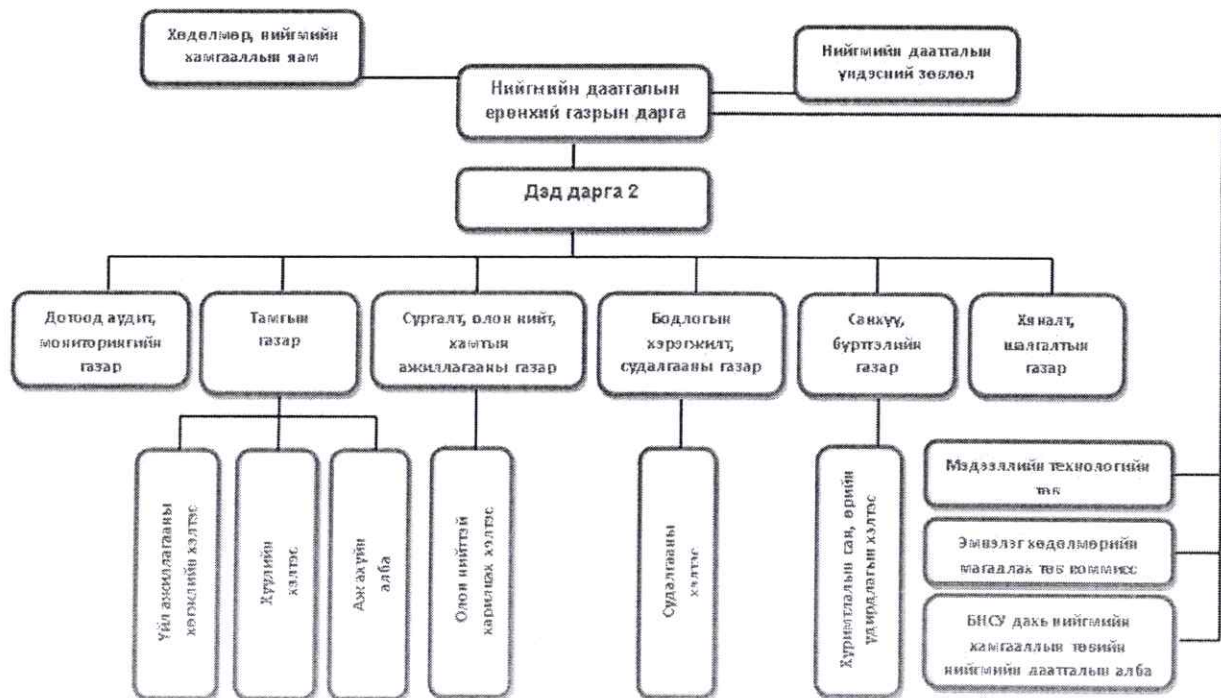 Хөдөлмөр, нийгмийн
хамгааллын яам
Нийгмийн даатгалын
үндэсний зөвлөл
Нийгмийн даатгалын
ерөнхий газрын дарга
Дэд дарга 2
Дотоод аудит,
мониторингийн
газар
Тамгын
газар
Сургалт, олон нийт,
хамтын
ажиллагааны газар
Бодлогын
хэрэгжилт,
судалгааны газар
Санхүү,
бүртгэлийн
газар
Хяналт,
шалгалтын
газар
Үйл ажиллагааны
хөгжлийн хэлтэс
Хуулийн
хэлтэс
Аж ахуйн
алба
Олон нийттэй
харилцах хэлтэс
Судалгааны
хэлтэс
Хуримтлалын сан, өрийн
удирдлагын хэлтэс
Мэдээллийн технологийн
төв
Эмнэлэг хөдөлмөрийн
магадлах төв комисс
БНСУ дахь нийгмийн
хамгааллын төвийн
нийгмийн даатгалын алба